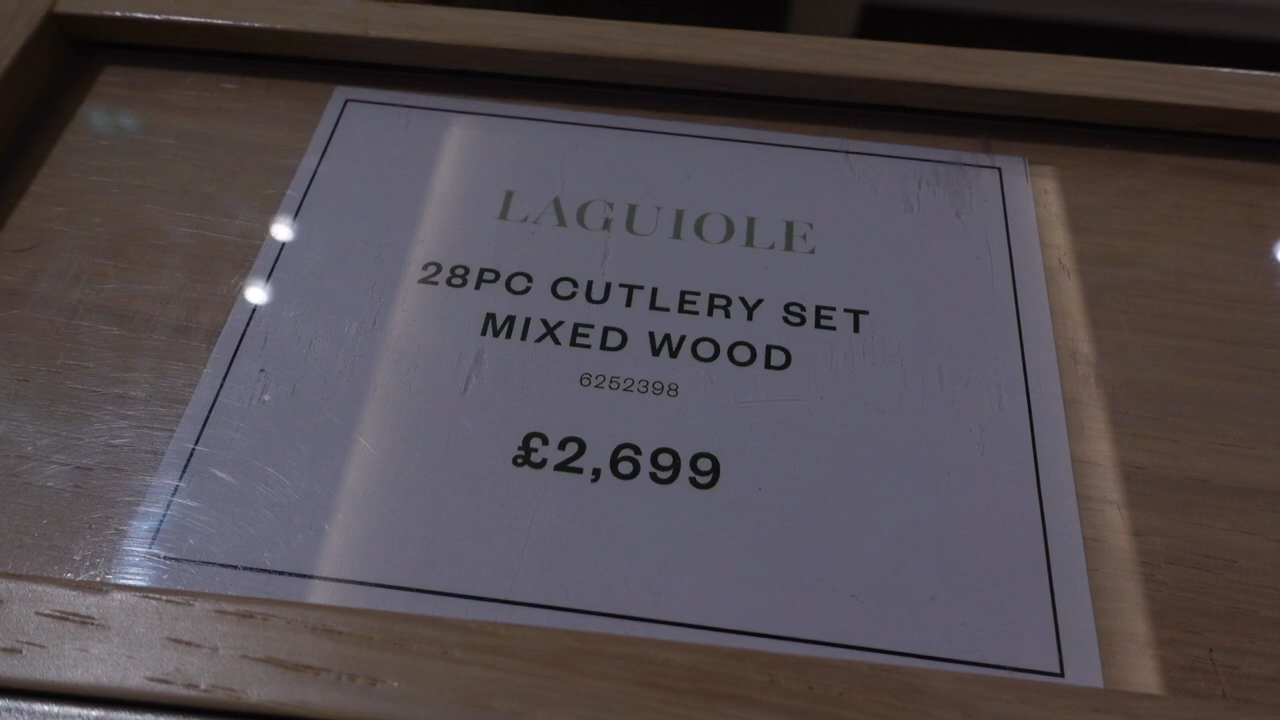 LAGUIOLE
28PC CUTLERY SET
MIXED WOOD
6252398
£2,699